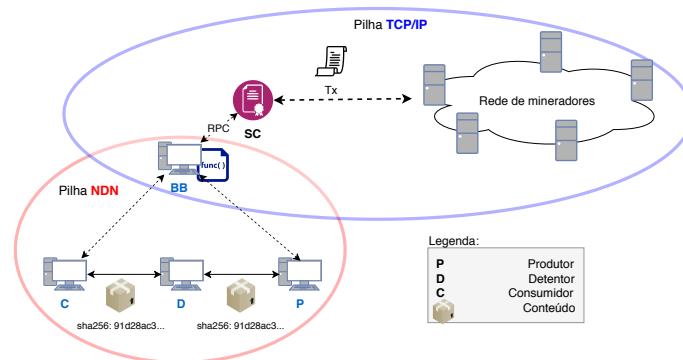 Pilha TCP/IP
Tx
Rede de mineradores
SC
RPC
func( )
BB
Pilha NDN
C
D
P
sha256: 91d28ac3...
sha256: 91d28ac3...
Legenda:
P Produtor
D Detentor
C Consumidor
Conteúdo